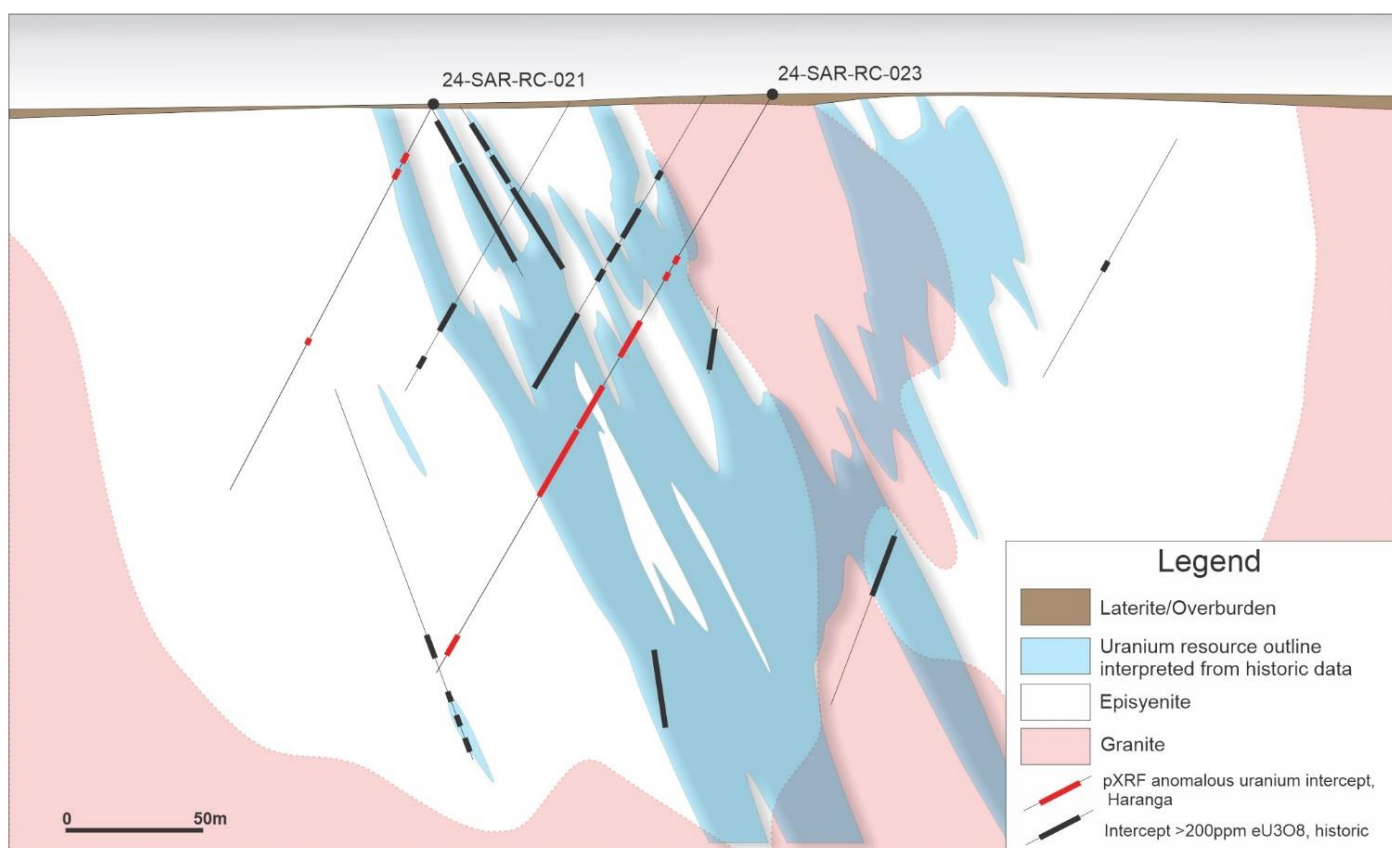 24-SAR-RC-021
24-SAR-RC-023
Legend
Laterite/Overburden
Uranium resource outline
interpreted from historic data
Episyenite
Granite
pXRF anomalous uranium intercept,
Haranga
Intercept >200ppm eU3O8, historic
0 50m